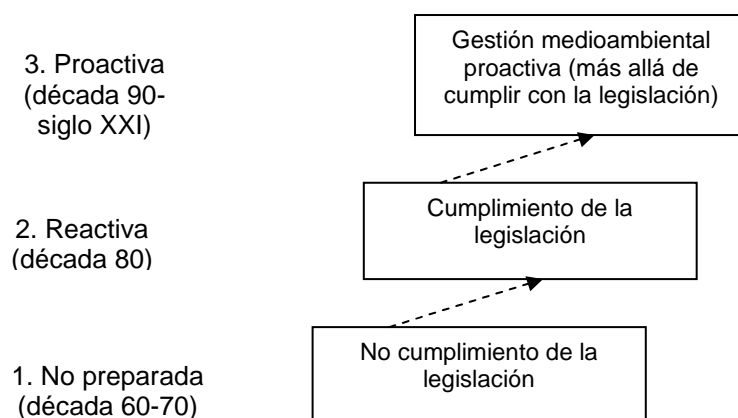 3. Proactiva
(década 90-
siglo XXI)
Gestión medioambiental
proactiva (más allá de
cumplir con la legislación)
2. Reactiva
(década 80)
Cumplimiento de la
legislación
1. No preparada
(década 60-70)
No cumplimiento de la
legislación